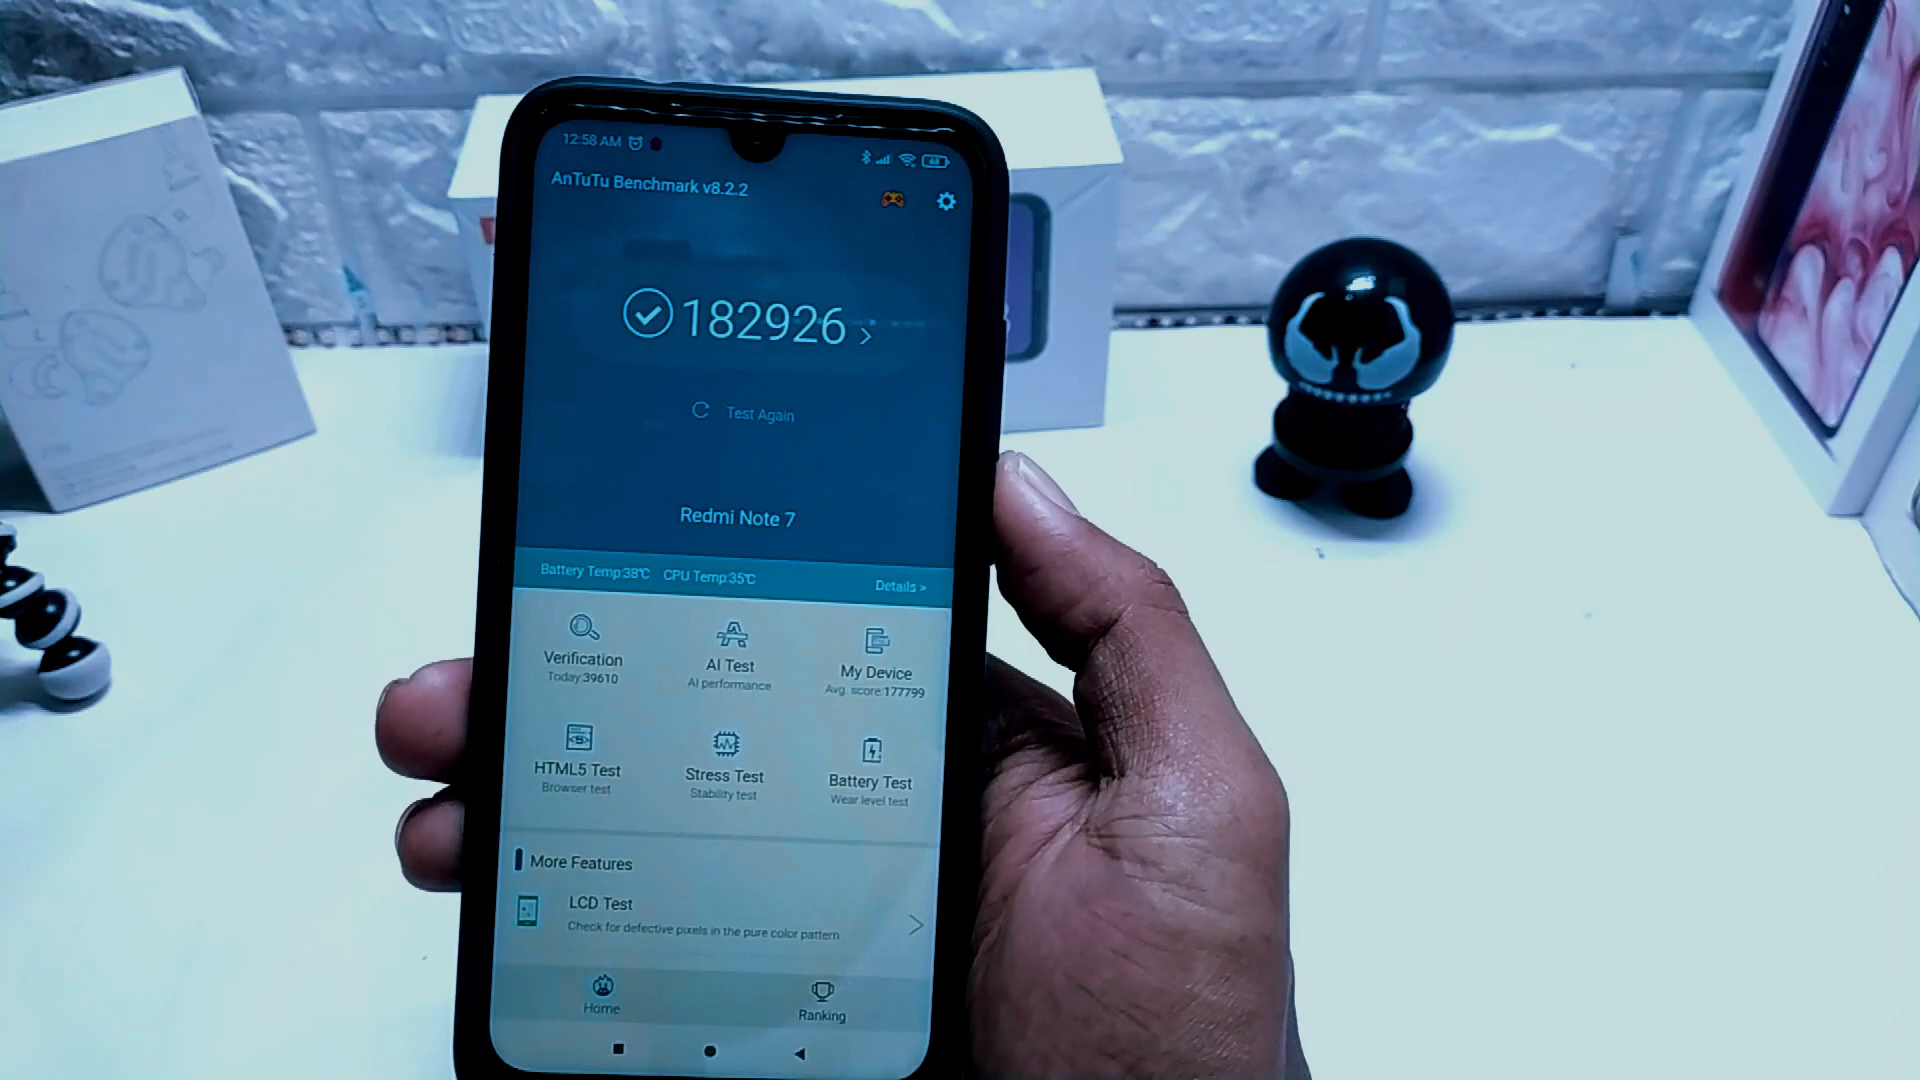 12:58 AM
68
AnTuTu Benchmark v8.2.2
182926 >
Test Again
Redmi Note 7
Battery Temp:38℃ CPU Temp:35℃ Details >
Verification
Today:39610
AI Test
AI performance
My Device
Avg. score:177799
HTML5 Test
Browser test
Stress Test
Stability test
Battery Test
Wear level test
More Features
LCD Test
Check for defective pixels in the pure color pattern
Home
Ranking